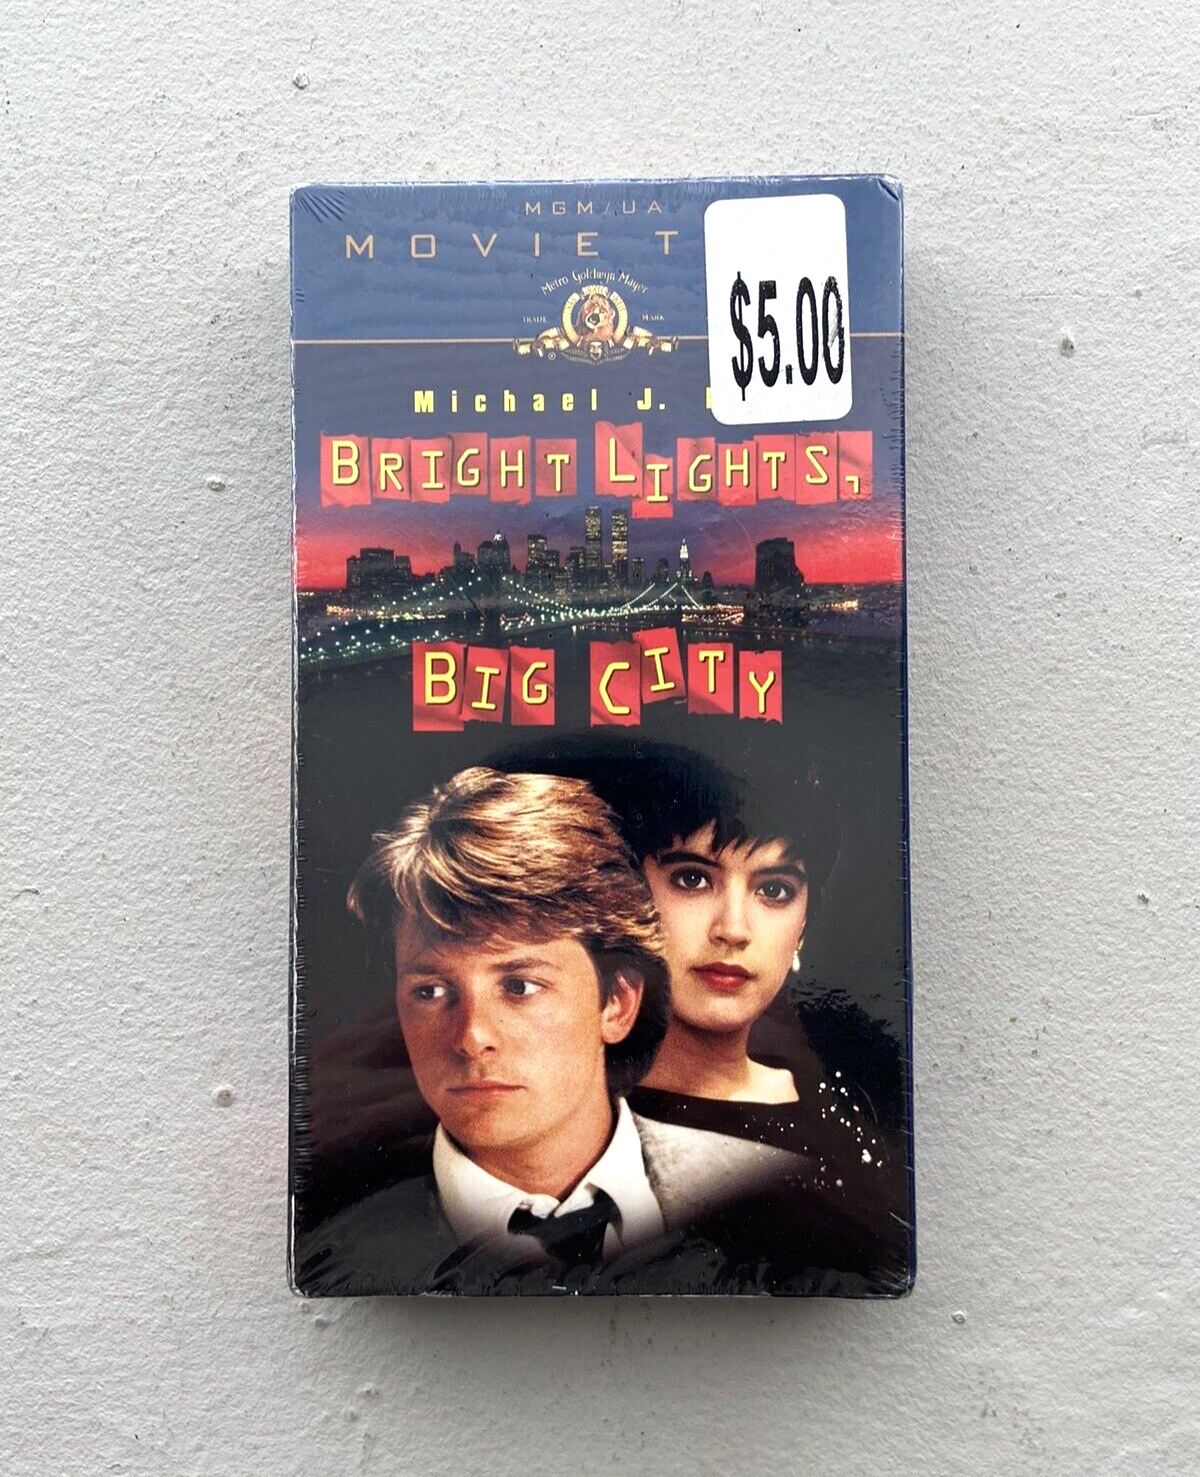 MGM/UA
MOVIE T
Metro Goldwyn Mayer
TRADE MARK
$5.00
Michael J.
BRIGHT LIGHTS,
BIG CITY